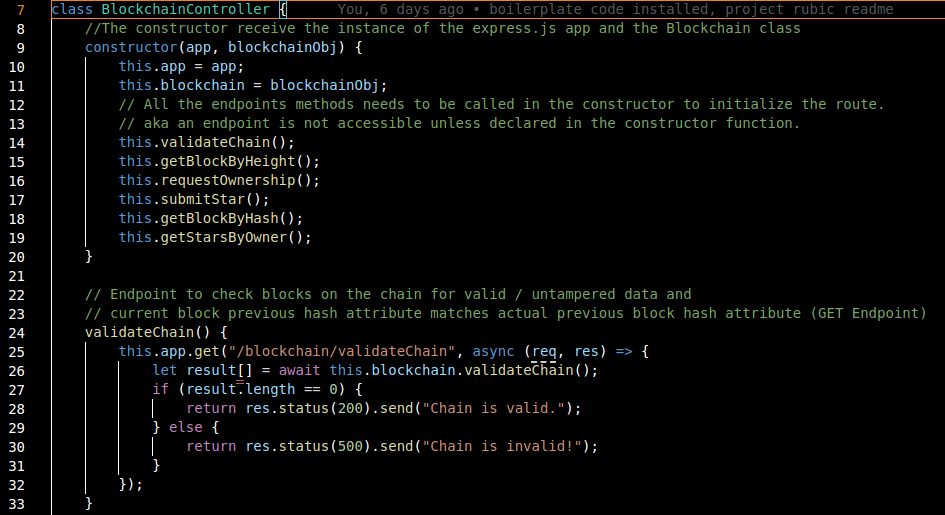 7 class BlockchainController { You, 6 days ago • boilerplate code installed, project rubic readme
8 //The constructor receive the instance of the express.js app and the Blockchain class
9 constructor(app, blockchainObj) {
10 this.app = app;
11 this.blockchain = blockchainObj;
12 // All the endpoints methods needs to be called in the constructor to initialize the route.
13 // aka an endpoint is not accessible unless declared in the constructor function.
14 this.validateChain();
15 this.getBlockByHeight();
16 this.requestOwnership();
17 this.submitStar();
18 this.getBlockByHash();
19 this.getStarsByOwner();
20 }
21
22 // Endpoint to check blocks on the chain for valid / untampered data and
23 // current block previous hash attribute matches actual previous block hash attribute (GET Endpoint)
24 validateChain() {
25 this.app.get("/blockchain/validateChain", async (req, res) => {
26 let result[] = await this.blockchain.validateChain();
27 if (result.length == 0) {
28 return res.status(200).send("Chain is valid.");
29 } else {
30 return res.status(500).send("Chain is invalid!");
31 }
32 });
33 }